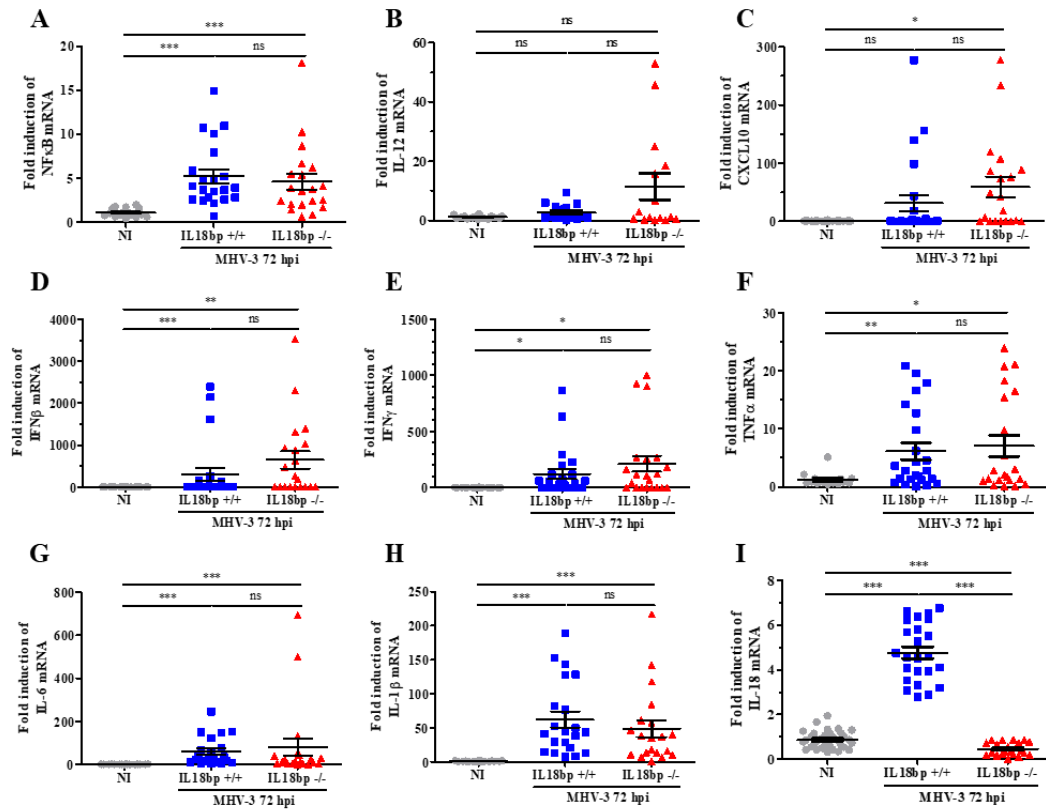 A
***
***
ns
Fold induction of
NFκB mRNA
20
15
10
5
0
NI
IL18bp +/+
IL18bp -/-
MHV-3 72 hpi
B
ns
ns
ns
Fold induction of
IL-12 mRNA
60
40
20
0
NI
IL18bp +/+
IL18bp -/-
MHV-3 72 hpi
C
*
ns
ns
Fold induction of
CXCL10 mRNA
300
200
100
0
NI
IL18bp +/+
IL18bp -/-
MHV-3 72 hpi
D
**
***
ns
Fold induction of
IFNβ mRNA
4000
3000
2000
1000
0
NI
IL18bp +/+
IL18bp -/-
MHV-3 72 hpi
E
*
*
ns
Fold induction of
IFNγ mRNA
1500
1000
500
0
NI
IL18bp +/+
IL18bp -/-
MHV-3 72 hpi
F
*
**
ns
Fold induction of
TNFα mRNA
30
20
10
0
NI
IL18bp +/+
IL18bp -/-
MHV-3 72 hpi
G
***
***
ns
Fold induction of
IL-6 mRNA
800
600
400
200
0
NI
IL18bp +/+
IL18bp -/-
MHV-3 72 hpi
H
***
***
ns
Fold induction of
IL-1β mRNA
250
200
150
100
50
0
NI
IL18bp +/+
IL18bp -/-
MHV-3 72 hpi
I
***
***
***
Fold induction of
IL-18 mRNA
8
6
4
2
0
NI
IL18bp +/+
IL18bp -/-
MHV-3 72 hpi